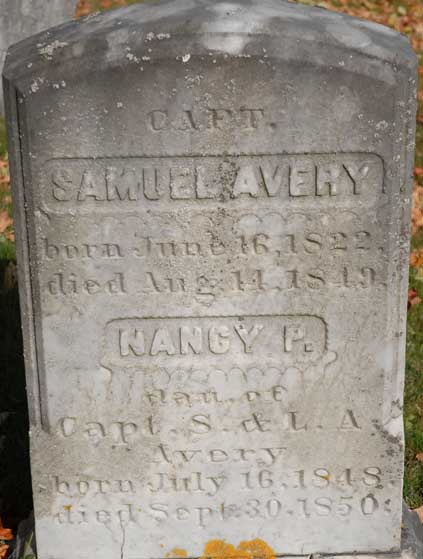 CAPT.
SAMUEL AVERY
born June 16, 1822.
died Aug. 14, 1849.
NANCY P.
dau. of
Capt. S. & L. A.
Avery
born July 16, 1848.
died Sept. 30, 1850.